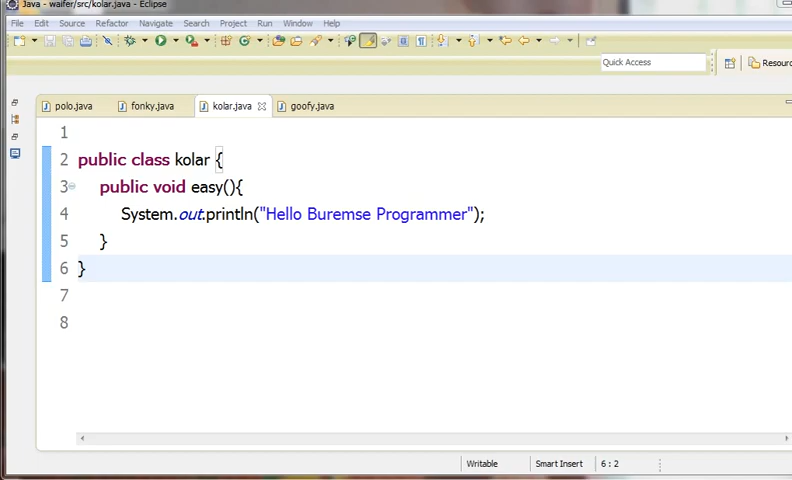 Java - waifer/src/kolar.java - Eclipse
File Edit Source Refactor Navigate Search Project Run Window Help
Quick Access
Resourc
polo.java fonky.java kolar.java goofy.java
1
2 public class kolar {
3 public void easy(){
4 System.out.println("Hello Buremse Programmer");
5 }
6 }
7
8
Writable Smart Insert 6 : 2